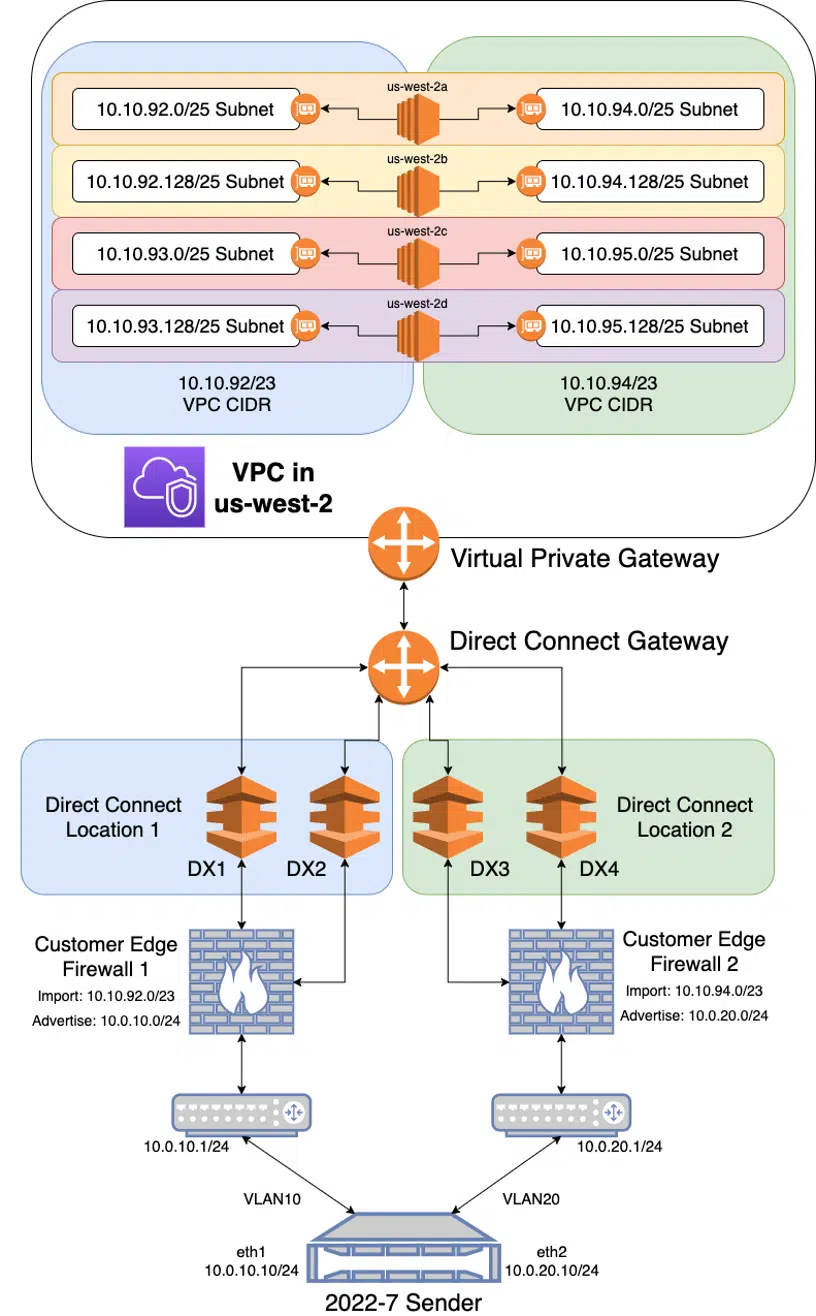 us-west-2a
10.10.92.0/25 Subnet
10.10.94.0/25 Subnet
us-west-2b
10.10.92.128/25 Subnet
10.10.94.128/25 Subnet
us-west-2c
10.10.93.0/25 Subnet
10.10.95.0/25 Subnet
us-west-2d
10.10.93.128/25 Subnet
10.10.95.128/25 Subnet
10.10.92/23
VPC CIDR
10.10.94/23
VPC CIDR
VPC in
us-west-2
Virtual Private Gateway
Direct Connect Gateway
Direct Connect
Location 1
DX1
DX2
DX3
DX4
Direct Connect
Location 2
Customer Edge
Firewall 1
Import: 10.10.92.0/23
Advertise: 10.0.10.0/24
Customer Edge
Firewall 2
Import: 10.10.94.0/23
Advertise: 10.0.20.0/24
10.0.10.1/24
10.0.20.1/24
VLAN10
VLAN20
eth1
10.0.10.10/24
eth2
10.0.20.10/24
2022-7 Sender